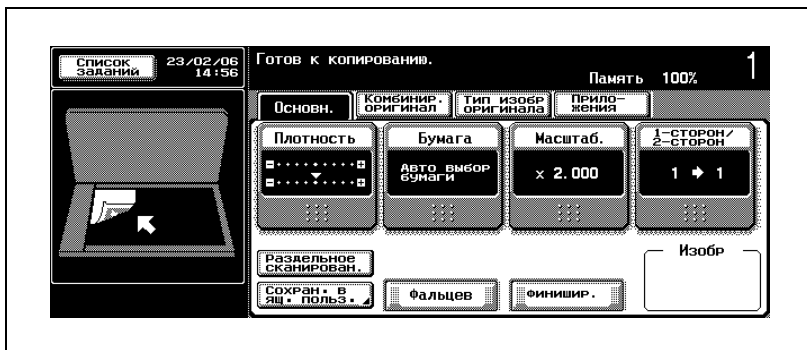 Список
заданий
23/02/06
14:56
Готов к копированию.
Память 100%
1
Основн.
Комбинир.
оригинал
Тип изобр
оригинала
Прило-
жения
Плотность
Бумага
Авто выбор
бумаги
Масштаб.
× 2.000
1-сторон/
2-сторон
1 ➔ 1
Раздельное
сканирован.
Сохран. в
ящ. польз.
Фальцев
Финишир.
Изобр